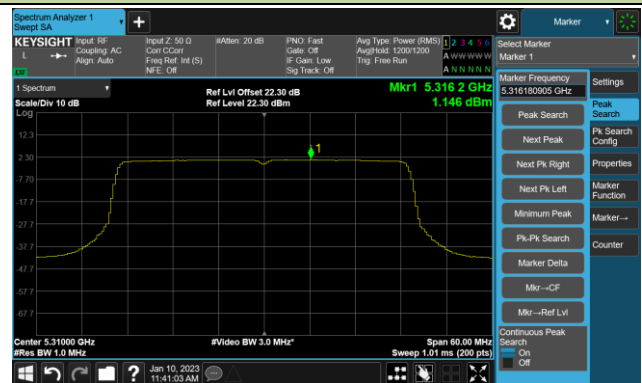 Spectrum Analyzer 1
Swept SA
+
Marker
KEYSIGHT
L
Input: RF
Coupling: AC
Align: Auto
Input Z: 50 Ω
Corr CCorr
Freq Ref: Int (S)
NFE: Off
#Atten: 20 dB
PNO: Fast
Gate: Off
IF Gain: Low
Sig Track: Off
Avg Type: Power (RMS)
Avg|Hold: 1200/1200
Trig: Free Run
1 2 3 4 5 6
A W W W W W
A N N N N N
Select Marker
Marker 1
1 Spectrum
Scale/Div 10 dB
Log
Ref Lvl Offset 22.30 dB
Ref Level 22.30 dBm
Mkr1 5.316 2 GHz
1.146 dBm
12.3
2.30
-7.70
-17.7
-27.7
-37.7
-47.7
-57.7
-67.7
1
Center 5.31000 GHz
#Res BW 1.0 MHz
#Video BW 3.0 MHz*
Span 60.00 MHz
Sweep 1.01 ms (200 pts)
Marker Frequency
5.316180905 GHz
Peak Search
Next Peak
Next Pk Right
Next Pk Left
Minimum Peak
Pk-Pk Search
Marker Delta
Mkr→CF
Mkr→Ref Lvl
Continuous Peak
Search
On
Off
Settings
Peak
Search
Pk Search
Config
Properties
Marker
Function
Marker→
Counter
?
Jan 10, 2023
11:41:03 AM